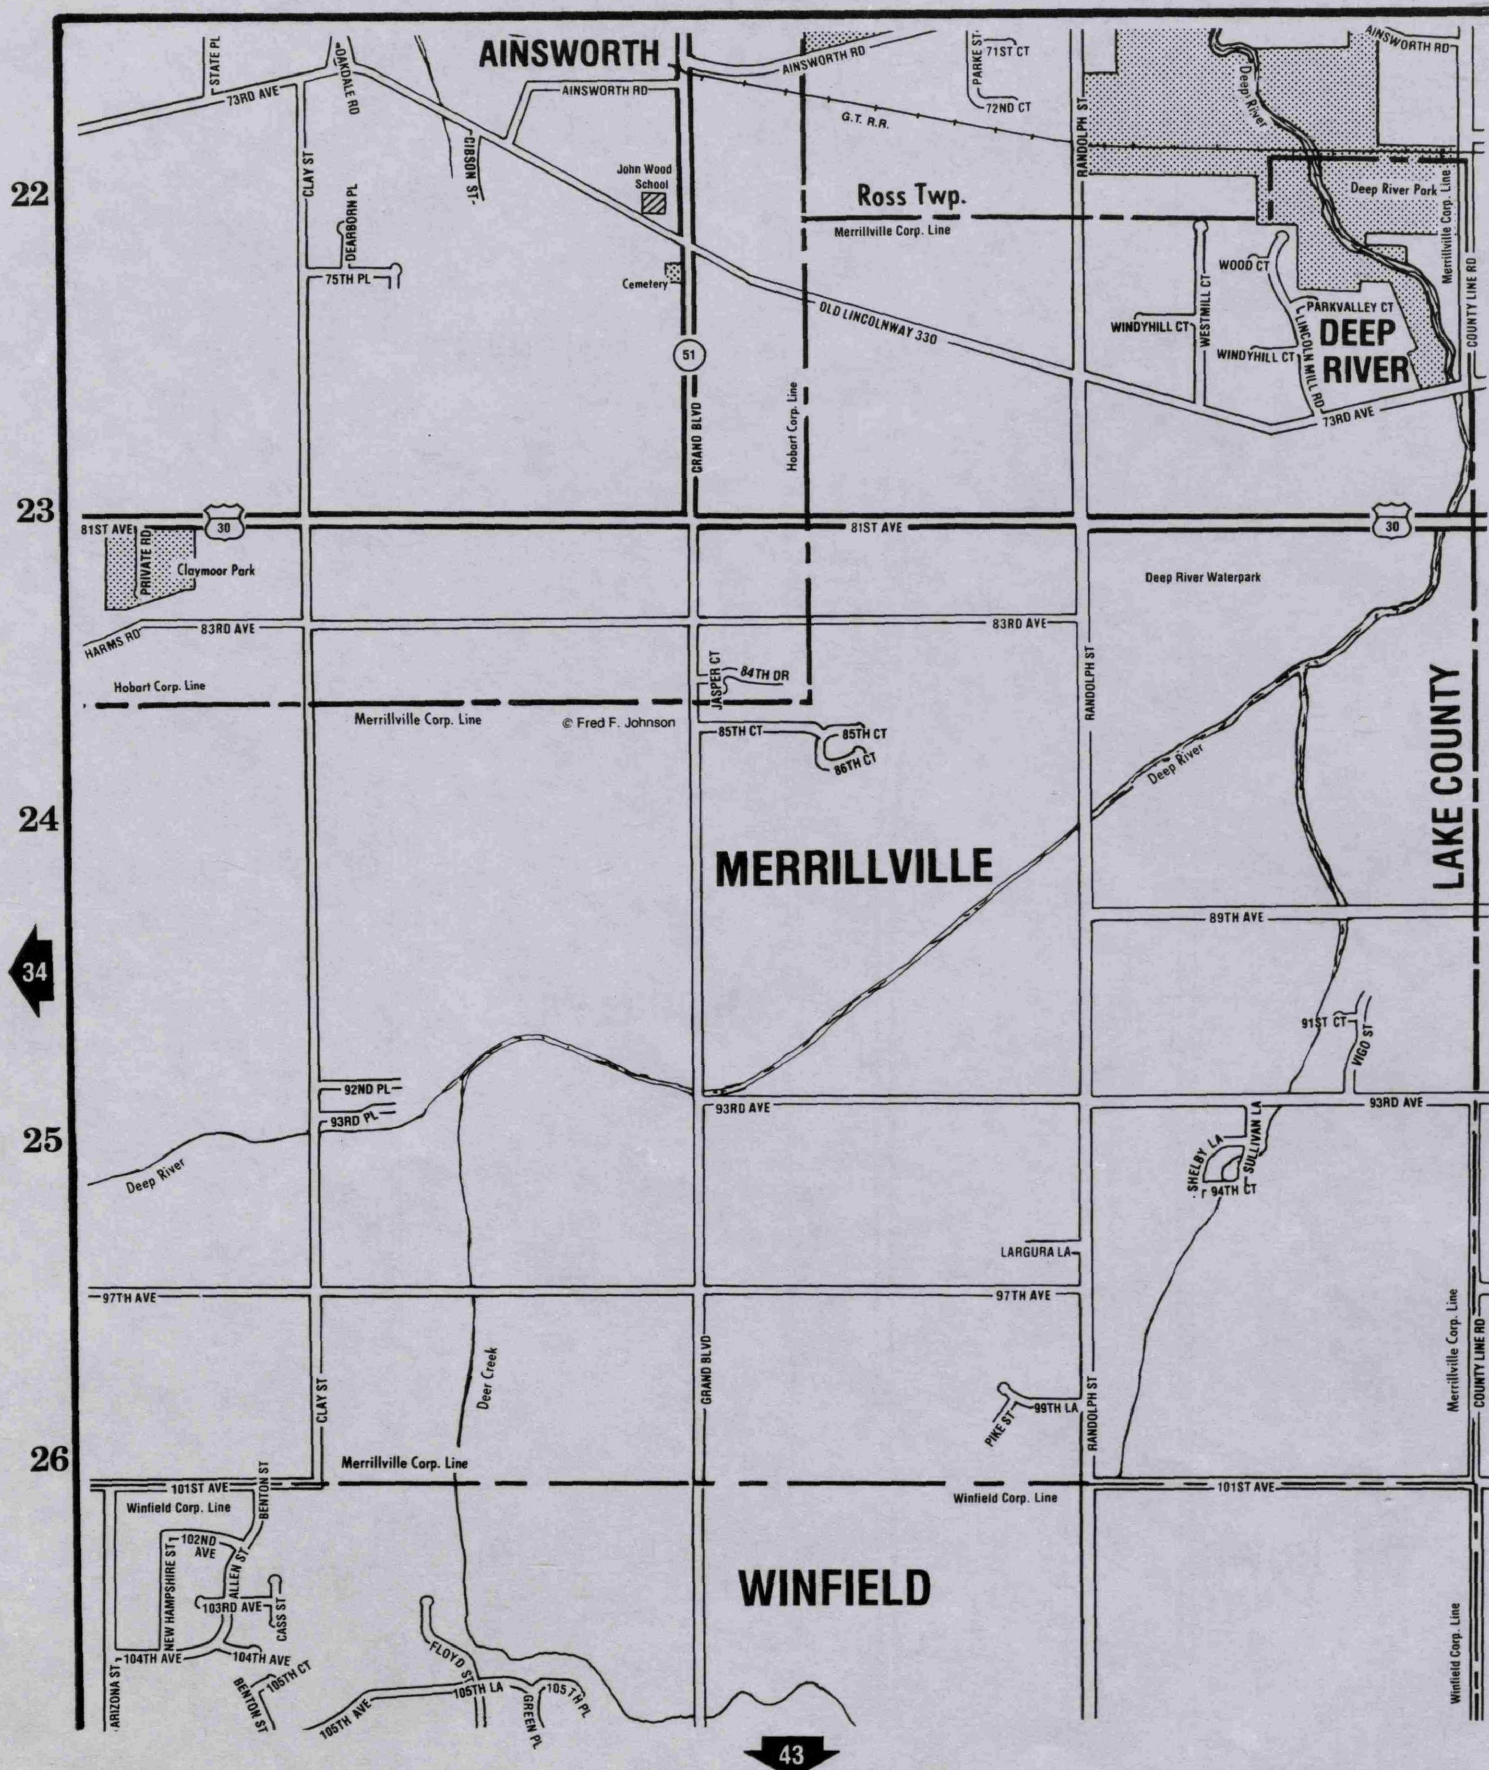 AINSWORTH
STATE PL
OAKDALE RD
73RD AVE
AINSWORTH RD
AINSWORTH RD
PARKE ST
71ST CT
72ND CT
G.T. R.R.
RANDOLPH ST
Deep River
AINSWORTH RD
22
CLAY ST
DEARBORN PL
75TH PL
GIBSON ST
John Wood
School
Cemetery
Ross Twp.
Merrillville Corp. Line
Deep River Park
Merrillville Corp. Line
COUNTY LINE RD
WOOD CT
WESTMILL CT
WINDYHILL CT
WINDYHILL CT
PARKVALLEY CT
LINCOLN MILL RD
DEEP
RIVER
OLD LINCOLNWAY 330
51
GRAND BLVD
Hobart Corp. Line
73RD AVE
23
81ST AVE
30
81ST AVE
30
PRIVATE RD
Claymoor Park
Deep River Waterpark
HARMS RD
83RD AVE
83RD AVE
JASPER CT
84TH DR
RANDOLPH ST
Hobart Corp. Line
Merrillville Corp. Line
© Fred F. Johnson
85TH CT
85TH CT
86TH CT
Deep River
LAKE COUNTY
24
MERRILLVILLE
89TH AVE
34
91ST CT
VIGO ST
92ND PL
93RD PL
93RD AVE
93RD AVE
25
Deep River
SHELBY LA
SULLIVAN LA
94TH CT
LARGURA LA
97TH AVE
97TH AVE
CLAY ST
Deer Creek
GRAND BLVD
PIKE ST
99TH LA
RANDOLPH ST
Merrillville Corp. Line
COUNTY LINE RD
26
Merrillville Corp. Line
101ST AVE
BENTON ST
Winfield Corp. Line
Winfield Corp. Line
101ST AVE
NEW HAMPSHIRE ST
102ND
AVE
ALLEN ST
103RD AVE
CASS ST
WINFIELD
104TH AVE
104TH AVE
ARIZONA ST
BENTON ST
105TH CT
105TH AVE
FLOYD ST
105TH LA
GREEN PL
105TH PL
Winfield Corp. Line
43